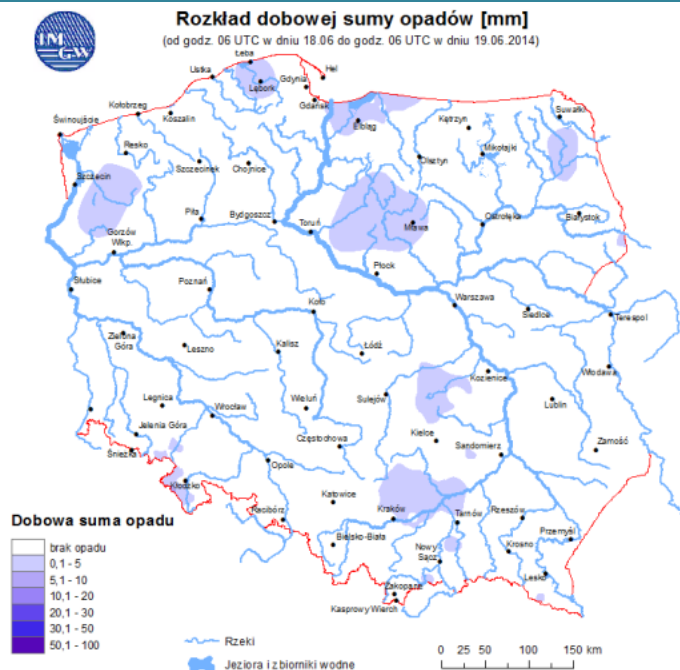 IM
GW
Rozkład dobowej sumy opadów [mm]
(od godz. 06 UTC w dniu 18.06 do godz. 06 UTC w dniu 19.06.2014)
Łeba
Hel
Ustka
Lębork
Gdynia
Gdańsk
Kołobrzeg
Koszalin
Suwałki
Świnoujście
Elbląg
Kętrzyn
Resko
Szczecinek
Chojnice
Olsztyn
Mikołajki
Szczecin
Piła
Bydgoszcz
Toruń
Mława
Ostrołęka
Białystok
Gorzów
Wlkp.
Płock
Słubice
Poznań
Koło
Warszawa
Siedlce
Terespol
Zielona
Góra
Leszno
Kalisz
Łódź
Kozienice
Włodawa
Legnica
Wrocław
Wieluń
Sulejów
Lublin
Jelenia Góra
Częstochowa
Kielce
Sandomierz
Zamość
Śnieżka
Opole
Kłodzko
Katowice
Racibórz
Kraków
Tarnów
Rzeszów
Przemyśl
Bielsko-Biała
Nowy
Sącz
Krosno
Lesko
Zakopane
Kasprowy Wierch
Dobowa suma opadu
brak opadu
0,1 - 5
5,1 - 10
10,1 - 20
20,1 - 30
30,1 - 50
50,1 - 100
Rzeki
Jeziora i zbiorniki wodne
0 25 50 100 150 km